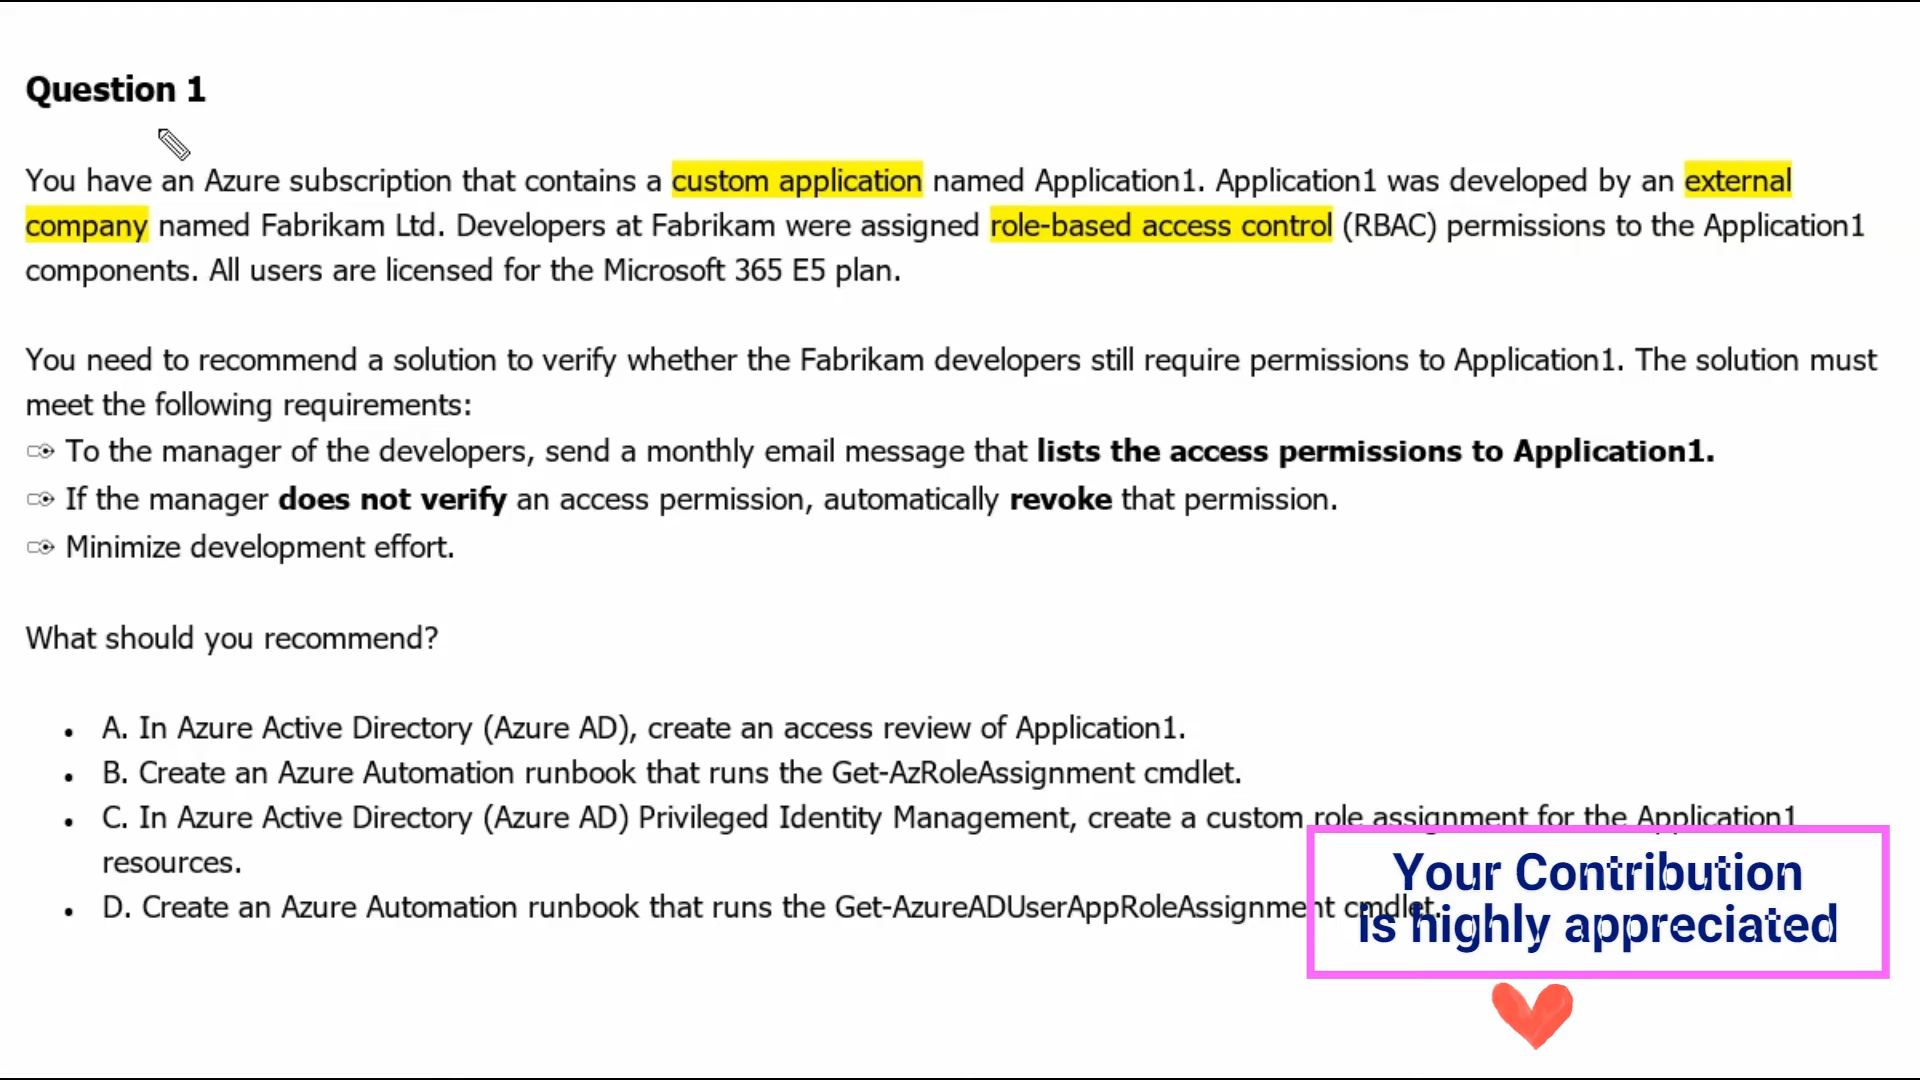 Question 1
You have an Azure subscription that contains a custom application named Application1. Application1 was developed by an external
company named Fabrikam Ltd. Developers at Fabrikam were assigned role-based access control (RBAC) permissions to the Application1
components. All users are licensed for the Microsoft 365 E5 plan.
You need to recommend a solution to verify whether the Fabrikam developers still require permissions to Application1. The solution must
meet the following requirements:
To the manager of the developers, send a monthly email message that lists the access permissions to Application1.
If the manager does not verify an access permission, automatically revoke that permission.
Minimize development effort.
What should you recommend?
• A. In Azure Active Directory (Azure AD), create an access review of Application1.
• B. Create an Azure Automation runbook that runs the Get-AzRoleAssignment cmdlet.
• C. In Azure Active Directory (Azure AD) Privileged Identity Management, create a custom role assignment for the Application1
resources.
• D. Create an Azure Automation runbook that runs the Get-AzureADUserAppRoleAssignment cmdlet.
Your Contribution
is highly appreciated